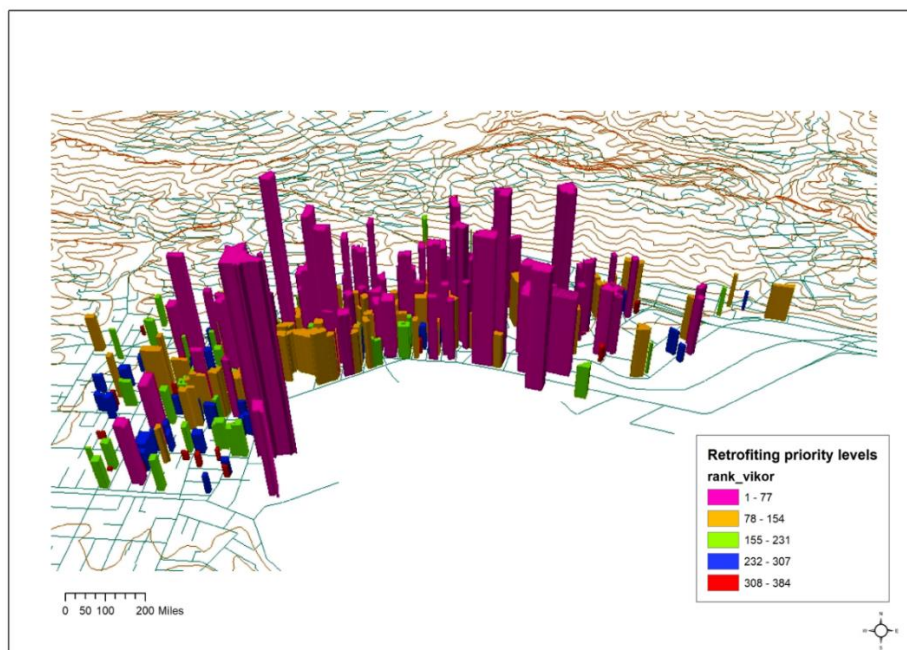 Retrofiting priority levels
rank_vikor
1 - 77
78 - 154
155 - 231
232 - 307
308 - 384
0 50 100 200 Miles
N
W E
S